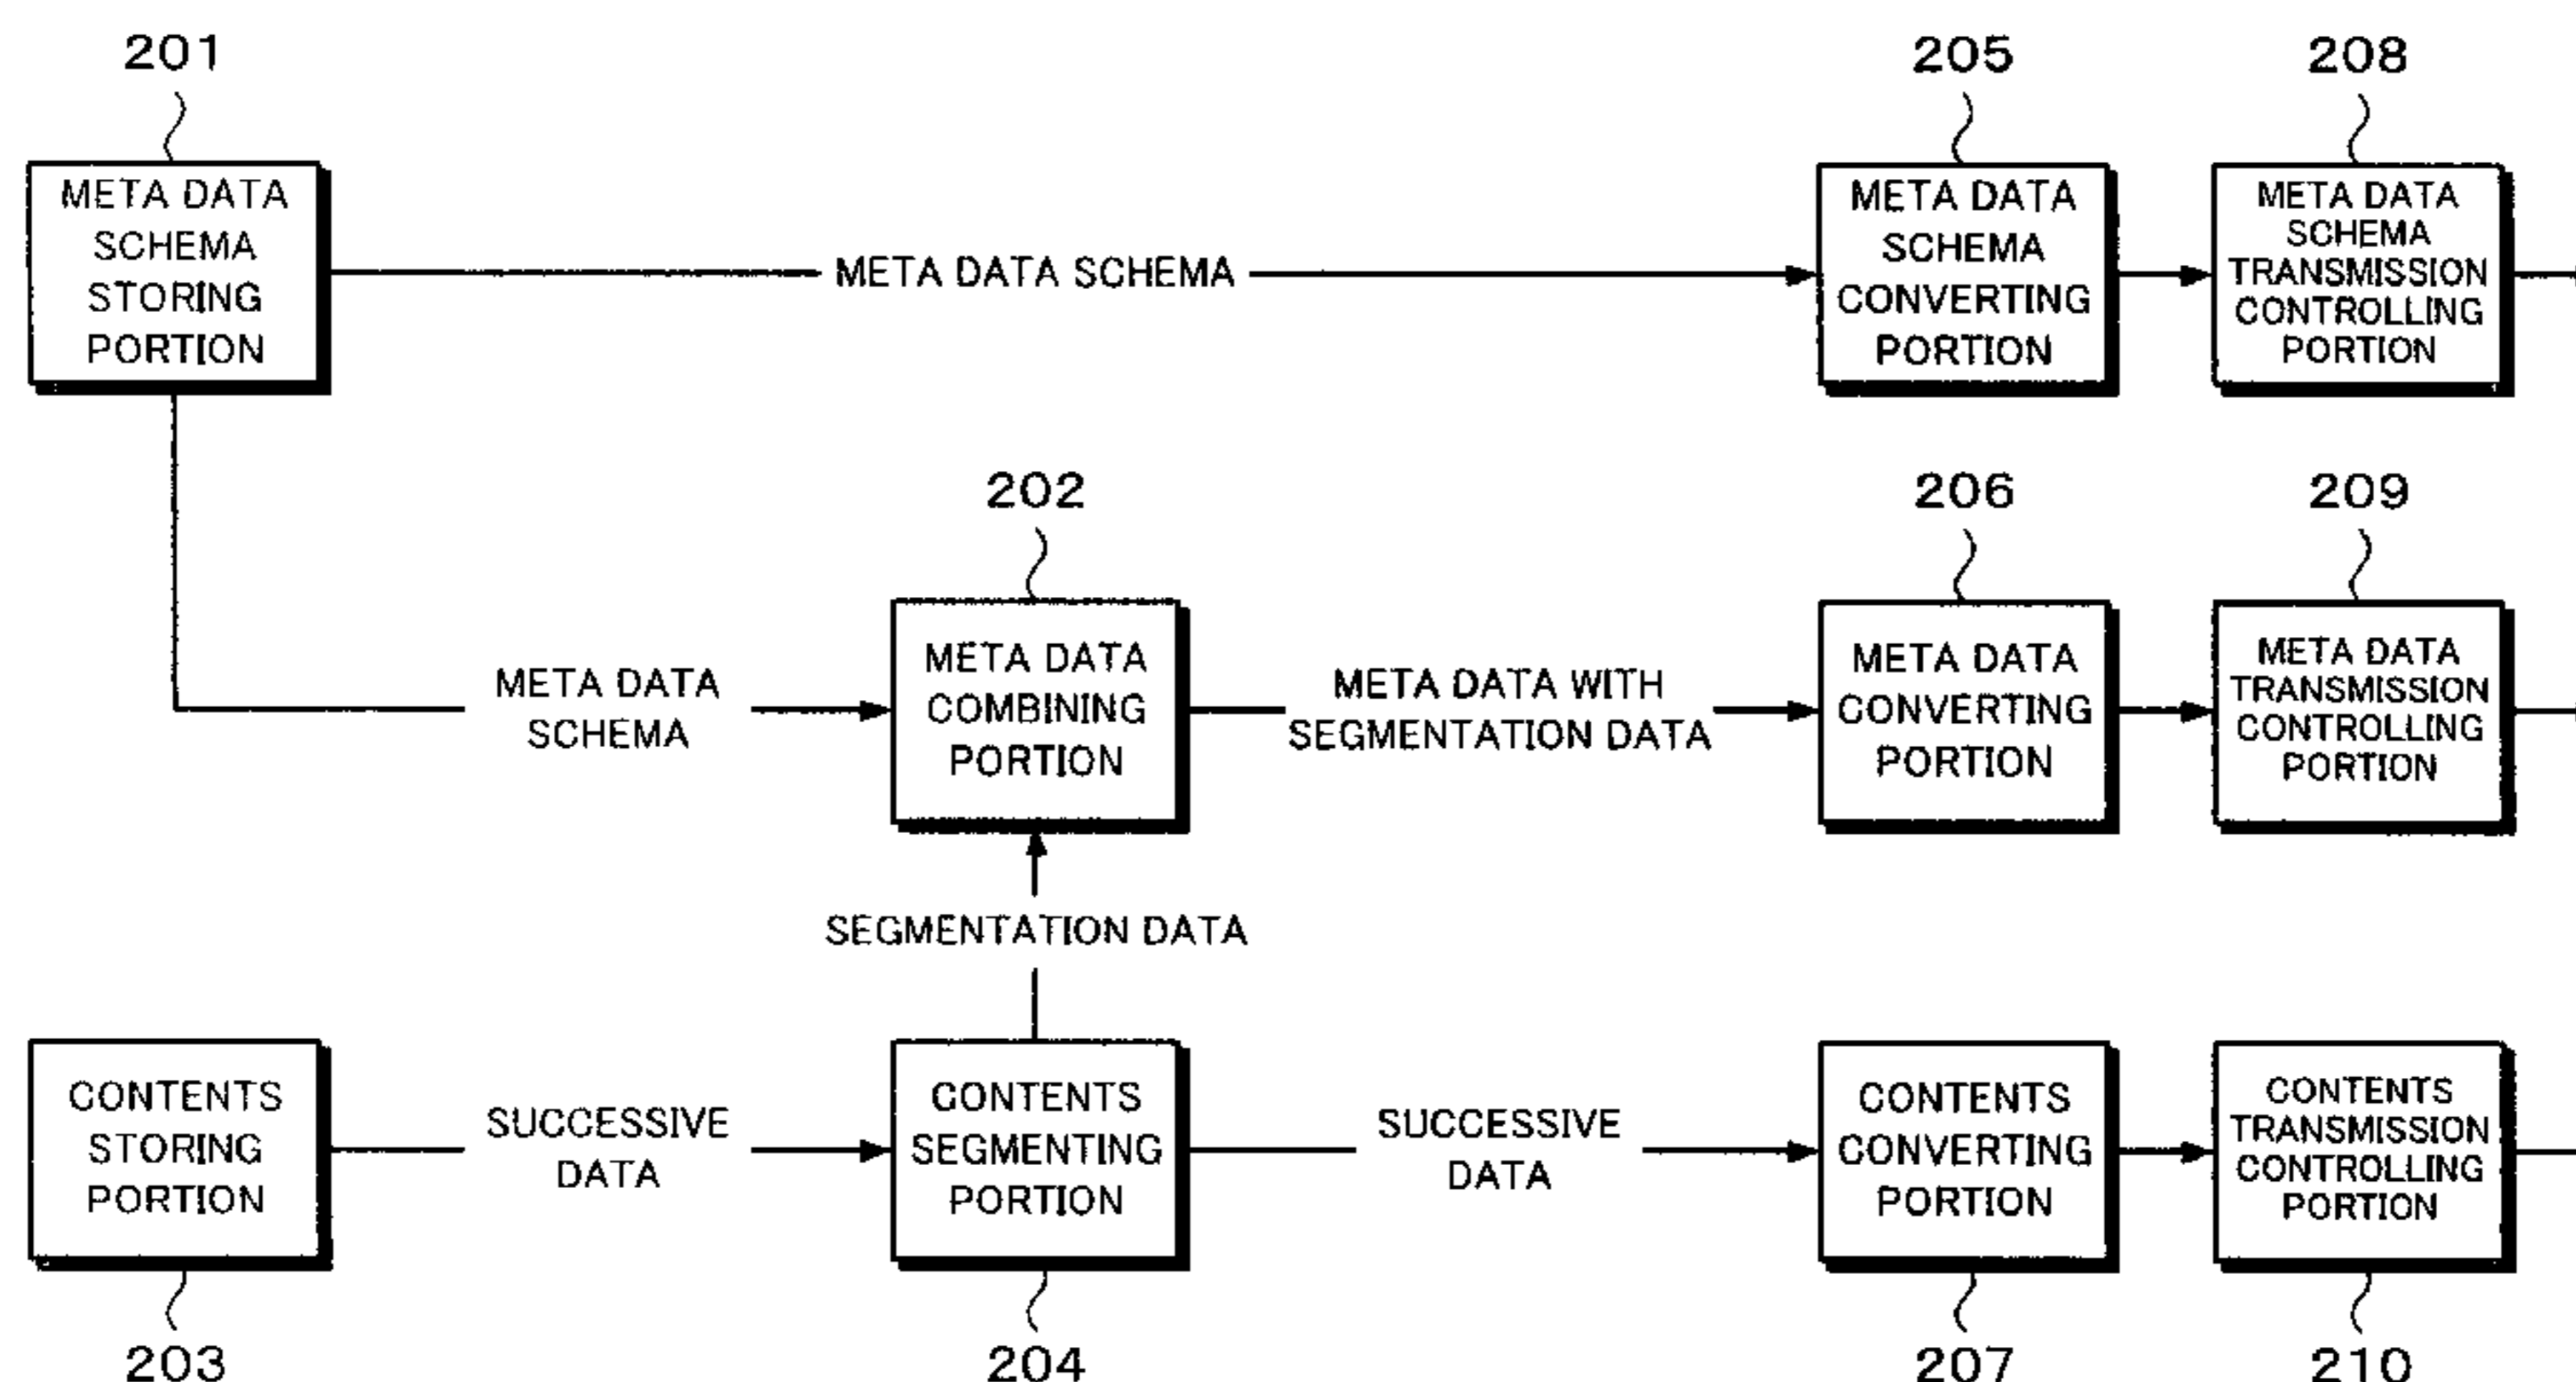 201
205
208
META DATA
SCHEMA
STORING
PORTION
META DATA SCHEMA
META DATA
SCHEMA
CONVERTING
PORTION
META DATA
SCHEMA
TRANSMISSION
CONTROLLING
PORTION
202
206
209
META DATA
SCHEMA
META DATA
COMBINING
PORTION
META DATA WITH
SEGMENTATION DATA
META DATA
CONVERTING
PORTION
META DATA
TRANSMISSION
CONTROLLING
PORTION
SEGMENTATION DATA
CONTENTS
STORING
PORTION
SUCCESSIVE
DATA
CONTENTS
SEGMENTING
PORTION
SUCCESSIVE
DATA
CONTENTS
CONVERTING
PORTION
CONTENTS
TRANSMISSION
CONTROLLING
PORTION
203
204
207
210